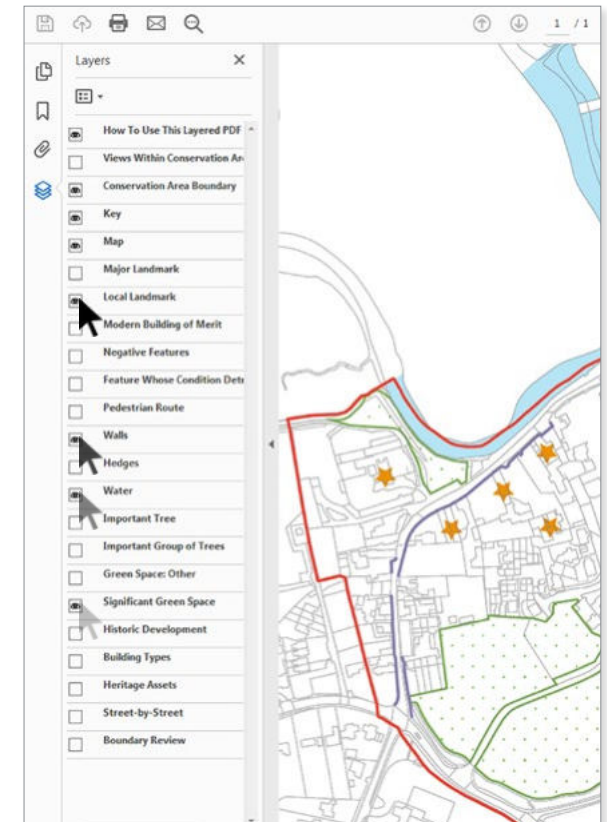 1 / 1
Layers
How To Use This Layered PDF
Views Within Conservation Are
Conservation Area Boundary
Key
Map
Major Landmark
Local Landmark
Modern Building of Merit
Negative Features
Feature Whose Condition Detr
Pedestrian Route
Walls
Hedges
Water
Important Tree
Important Group of Trees
Green Space: Other
Significant Green Space
Historic Development
Building Types
Heritage Assets
Street-by-Street
Boundary Review